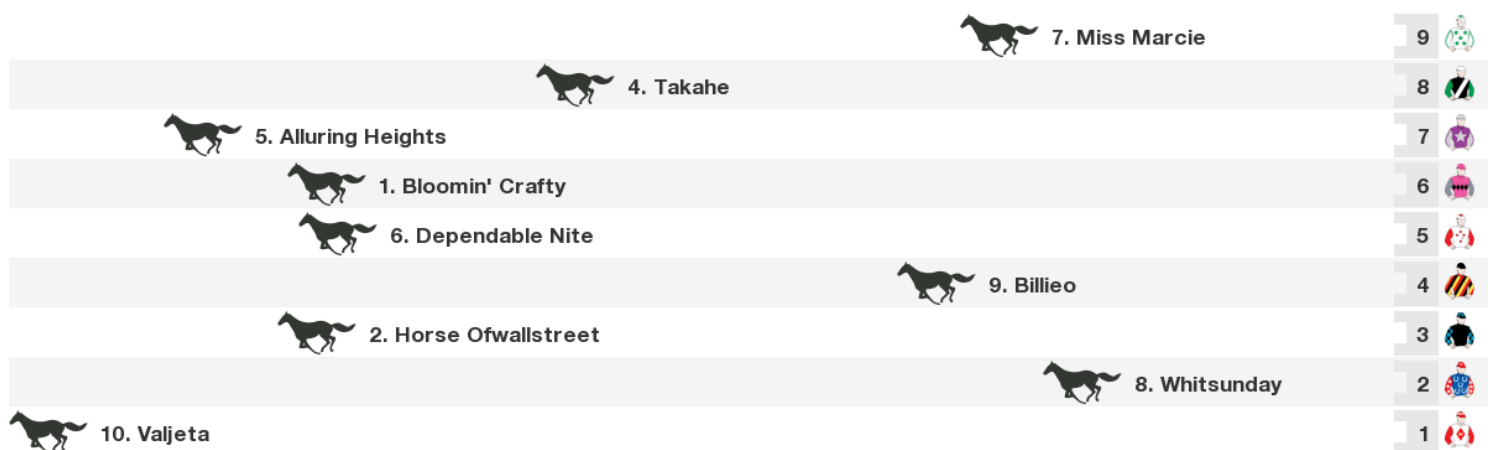 7. Miss Marcie 9
4. Takahe 8
5. Alluring Heights 7
1. Bloomin' Crafty 6
6. Dependable Nite 5
9. Billieo 4
2. Horse Ofwallstreet 3
8. Whitsunday 2
10. Valjeta 1